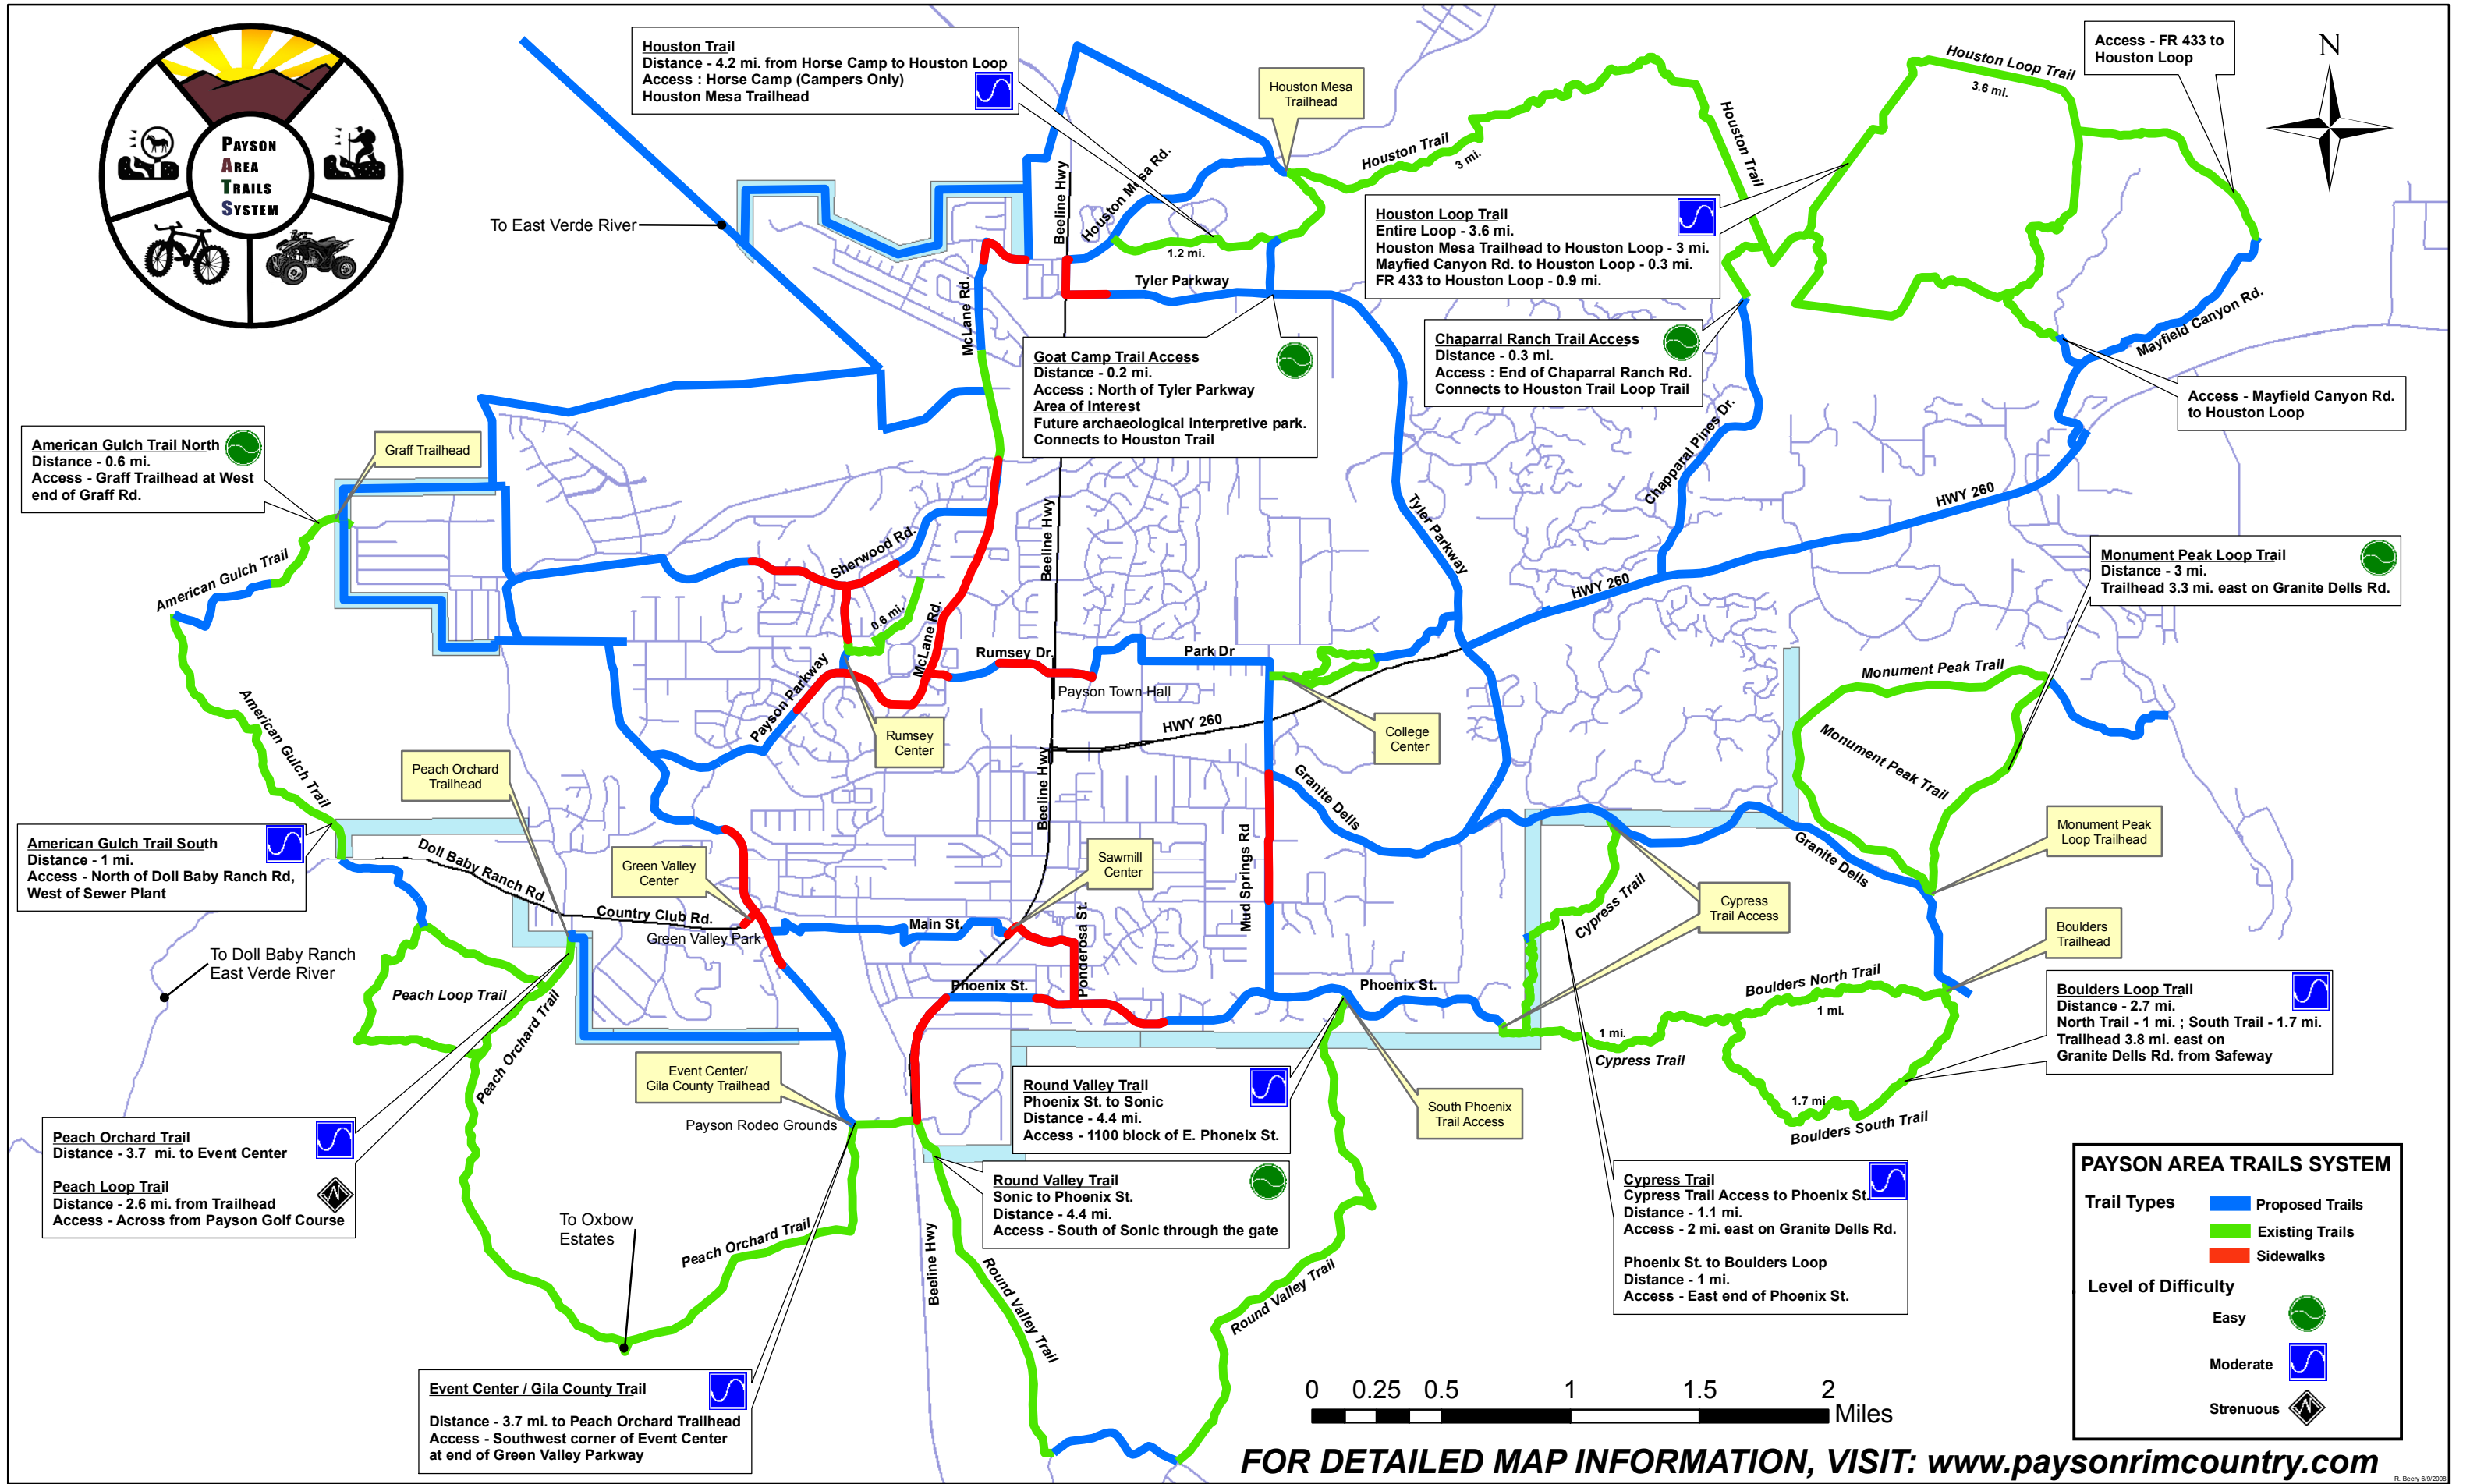 PAYSON
AREA
TRAILS
SYSTEM
Houston Trail
Distance - 4.2 mi. from Horse Camp to Houston Loop
Access : Horse Camp (Campers Only)
Houston Mesa Trailhead
Houston Mesa
Trailhead
Houston Trail
3 mi.
Houston Trail
Houston Loop Trail
3.6 mi.
Access - FR 433 to
Houston Loop
N
To East Verde River
Beeline Hwy
Houston Mesa Rd.
1.2 mi.
Tyler Parkway
McLane Rd.
Houston Loop Trail
Entire Loop - 3.6 mi.
Houston Mesa Trailhead to Houston Loop - 3 mi.
Mayfied Canyon Rd. to Houston Loop - 0.3 mi.
FR 433 to Houston Loop - 0.9 mi.
Goat Camp Trail Access
Distance - 0.2 mi.
Access : North of Tyler Parkway
Area of Interest
Future archaeological interpretive park.
Connects to Houston Trail
Chaparral Ranch Trail Access
Distance - 0.3 mi.
Access : End of Chaparral Ranch Rd.
Connects to Houston Trail Loop Trail
Mayfield Canyon Rd.
Access - Mayfield Canyon Rd.
to Houston Loop
American Gulch Trail North
Distance - 0.6 mi.
Access - Graff Trailhead at West
end of Graff Rd.
Graff Trailhead
Chapparal Pines Dr.
HWY 260
Tyler Parkway
Beeline Hwy
Sherwood Rd.
American Gulch Trail
0.6 mi.
McLane Rd.
HWY 260
Monument Peak Loop Trail
Distance - 3 mi.
Trailhead 3.3 mi. east on Granite Dells Rd.
Rumsey Dr.
Park Dr
Payson Town Hall
Payson Parkway
HWY 260
Rumsey
Center
College
Center
Monument Peak Trail
Monument Peak Trail
American Gulch Trail
Peach Orchard
Trailhead
Beeline Hwy
Granite Dells
Mud Springs Rd
American Gulch Trail South
Distance - 1 mi.
Access - North of Doll Baby Ranch Rd,
West of Sewer Plant
Doll Baby Ranch Rd.
Green Valley
Center
Sawmill
Center
Granite Dells
Monument Peak
Loop Trailhead
Country Club Rd.
Green Valley Park
Main St.
Ponderosa St.
Cypress Trail
Cypress
Trail Access
Boulders
Trailhead
To Doll Baby Ranch
East Verde River
Peach Loop Trail
Peach Orchard Trail
Phoenix St.
Phoenix St.
Boulders North Trail
1 mi.
1 mi.
Cypress Trail
Boulders Loop Trail
Distance - 2.7 mi.
North Trail - 1 mi. ; South Trail - 1.7 mi.
Trailhead 3.8 mi. east on
Granite Dells Rd. from Safeway
Peach Orchard Trail
Event Center/
Gila County Trailhead
Payson Rodeo Grounds
Round Valley Trail
Phoenix St. to Sonic
Distance - 4.4 mi.
Access - 1100 block of E. Phoneix St.
South Phoenix
Trail Access
1.7 mi
Boulders South Trail
Peach Orchard Trail
Distance - 3.7 mi. to Event Center
Peach Loop Trail
Distance - 2.6 mi. from Trailhead
Access - Across from Payson Golf Course
Round Valley Trail
Sonic to Phoenix St.
Distance - 4.4 mi.
Access - South of Sonic through the gate
Cypress Trail
Cypress Trail Access to Phoenix St.
Distance - 1.1 mi.
Access - 2 mi. east on Granite Dells Rd.
Phoenix St. to Boulders Loop
Distance - 1 mi.
Access - East end of Phoenix St.
To Oxbow
Estates
Peach Orchard Trail
Beeline Hwy
Round Valley Trail
Round Valley Trail
Event Center / Gila County Trail
Distance - 3.7 mi. to Peach Orchard Trailhead
Access - Southwest corner of Event Center
at end of Green Valley Parkway
PAYSON AREA TRAILS SYSTEM
Trail Types
Proposed Trails
Existing Trails
Sidewalks
Level of Difficulty
Easy
Moderate
Strenuous
0 0.25 0.5 1 1.5 2
Miles
FOR DETAILED MAP INFORMATION, VISIT: www.paysonrimcountry.com
R. Beery 6/9/2008